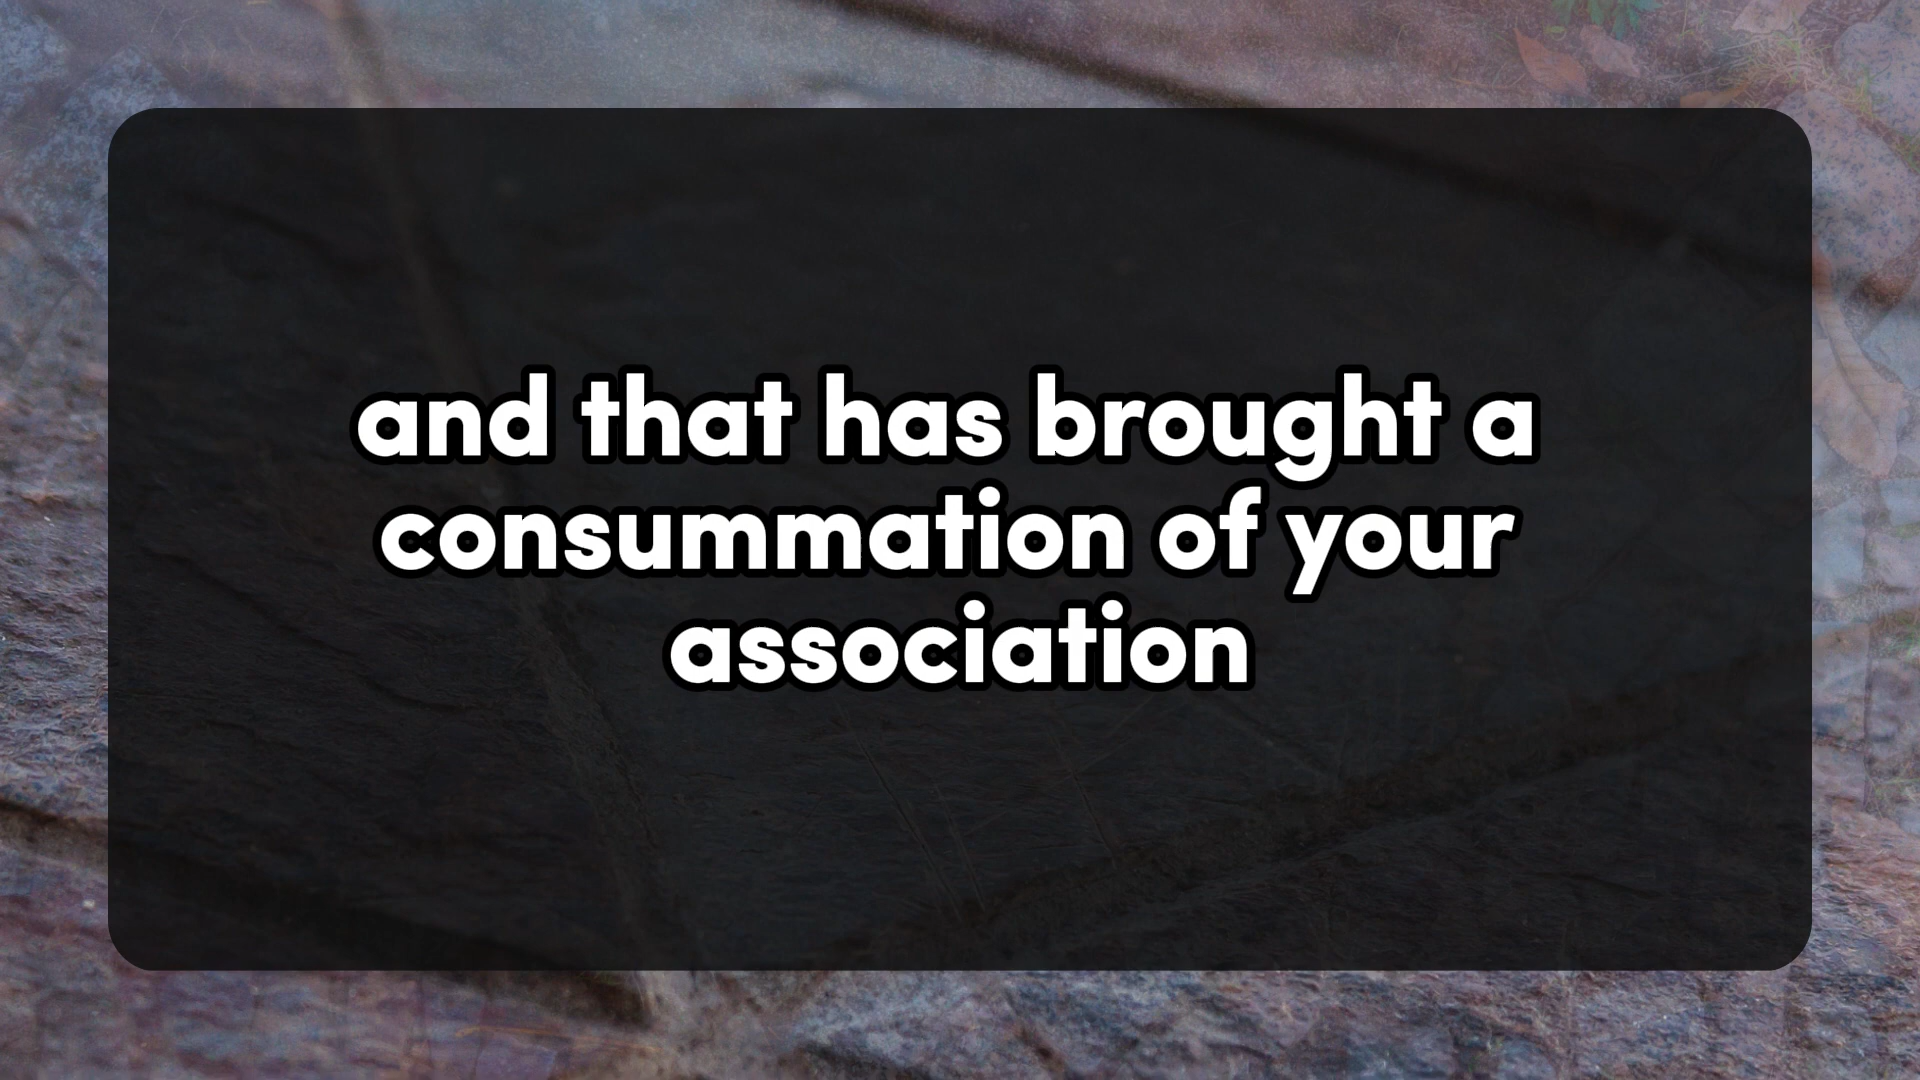 and that has brought a
consummation of your
association